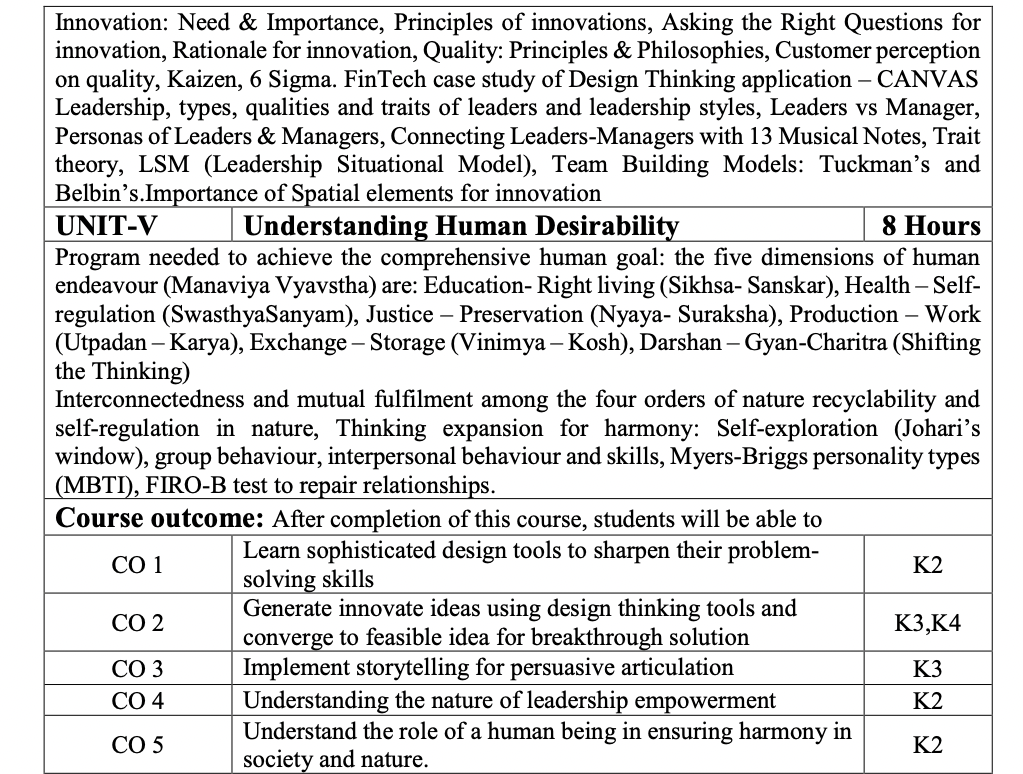 Innovation: Need & Importance, Principles of innovations, Asking the Right Questions for
innovation, Rationale for innovation, Quality: Principles & Philosophies, Customer perception
on quality, Kaizen, 6 Sigma. FinTech case study of Design Thinking application – CANVAS
Leadership, types, qualities and traits of leaders and leadership styles, Leaders vs Manager,
Personas of Leaders & Managers, Connecting Leaders-Managers with 13 Musical Notes, Trait
theory, LSM (Leadership Situational Model), Team Building Models: Tuckman’s and
Belbin’s.Importance of Spatial elements for innovation
UNIT-V Understanding Human Desirability 8 Hours
Program needed to achieve the comprehensive human goal: the five dimensions of human
endeavour (Manaviya Vyavstha) are: Education- Right living (Sikhsa- Sanskar), Health – Self-
regulation (SwasthyaSanyam), Justice – Preservation (Nyaya- Suraksha), Production – Work
(Utpadan – Karya), Exchange – Storage (Vinimya – Kosh), Darshan – Gyan-Charitra (Shifting
the Thinking)
Interconnectedness and mutual fulfilment among the four orders of nature recyclability and
self-regulation in nature, Thinking expansion for harmony: Self-exploration (Johari’s
window), group behaviour, interpersonal behaviour and skills, Myers-Briggs personality types
(MBTI), FIRO-B test to repair relationships.
Course outcome: After completion of this course, students will be able to
CO 1 Learn sophisticated design tools to sharpen their problem-
solving skills K2
CO 2 Generate innovate ideas using design thinking tools and
converge to feasible idea for breakthrough solution K3,K4
CO 3 Implement storytelling for persuasive articulation K3
CO 4 Understanding the nature of leadership empowerment K2
CO 5 Understand the role of a human being in ensuring harmony in
society and nature. K2